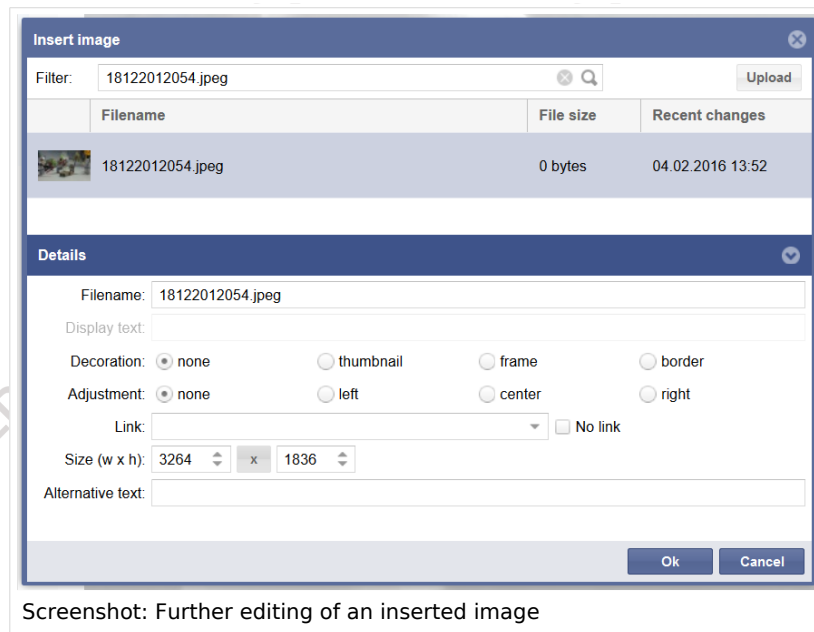 Insert image
Filter: 18122012054.jpeg Upload
Filename File size Recent changes
18122012054.jpeg 0 bytes 04.02.2016 13:52
Details
Filename: 18122012054.jpeg
Display text:
Decoration: none thumbnail frame border
Adjustment: none left center right
Link: No link
Size (w x h): 3264 x 1836
Alternative text:
Ok Cancel
Screenshot: Further editing of an inserted image